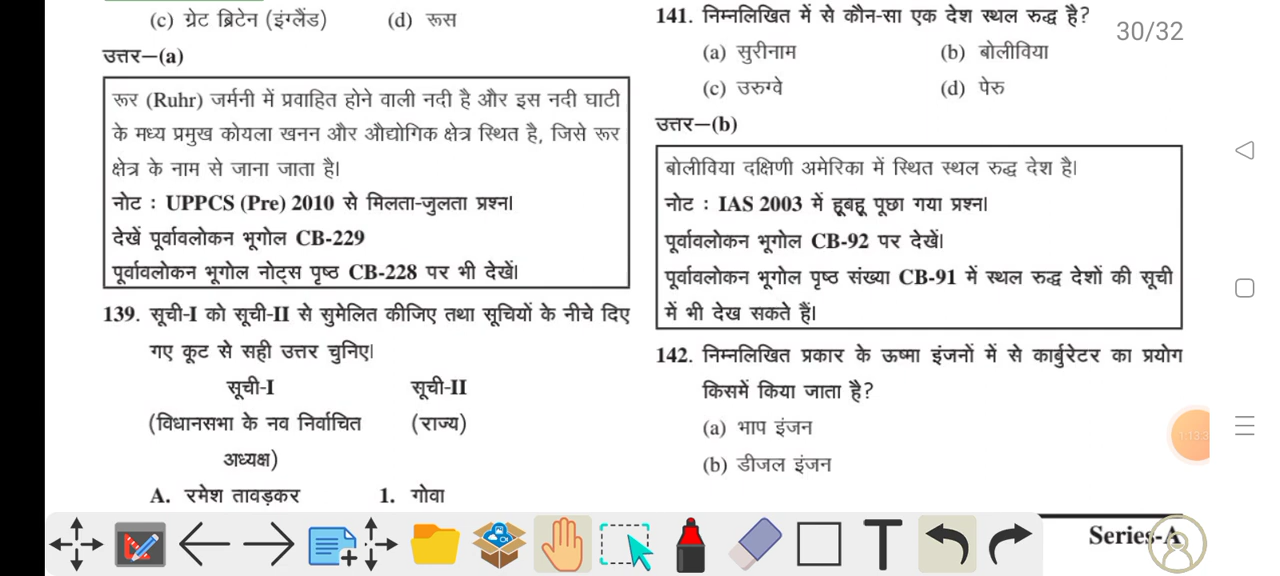 (c) ग्रेट ब्रिटेन (इंग्लैंड) (d) रूस
उत्तर–(a)
रूर (Ruhr) जर्मनी में प्रवाहित होने वाली नदी है और इस नदी घाटी
के मध्य प्रमुख कोयला खनन और औद्योगिक क्षेत्र स्थित है, जिसे रूर
क्षेत्र के नाम से जाना जाता है।
नोट : UPPCS (Pre) 2010 से मिलता-जुलता प्रश्न।
देखें पूर्वावलोकन भूगोल CB-229
पूर्वावलोकन भूगोल नोट्स पृष्ठ CB-228 पर भी देखें।
139. सूची-I को सूची-II से सुमेलित कीजिए तथा सूचियों के नीचे दिए
गए कूट से सही उत्तर चुनिए।
सूची-I सूची-II
(विधानसभा के नव निर्वाचित (राज्य)
अध्यक्ष)
A. रमेश तावड़कर 1. गोवा
141. निम्नलिखित में से कौन-सा एक देश स्थल रुद्ध है?
(a) सुरीनाम (b) बोलीविया
(c) उरुग्वे (d) पेरु
उत्तर–(b)
बोलीविया दक्षिणी अमेरिका में स्थित स्थल रुद्ध देश है।
नोट : IAS 2003 में हूबहू पूछा गया प्रश्न।
पूर्वावलोकन भूगोल CB-92 पर देखें।
पूर्वावलोकन भूगोल पृष्ठ संख्या CB-91 में स्थल रुद्ध देशों की सूची
में भी देख सकते हैं।
142. निम्नलिखित प्रकार के ऊष्मा इंजनों में से कार्बुरेटर का प्रयोग
किसमें किया जाता है?
(a) भाप इंजन
(b) डीजल इंजन
Series-A
30/32